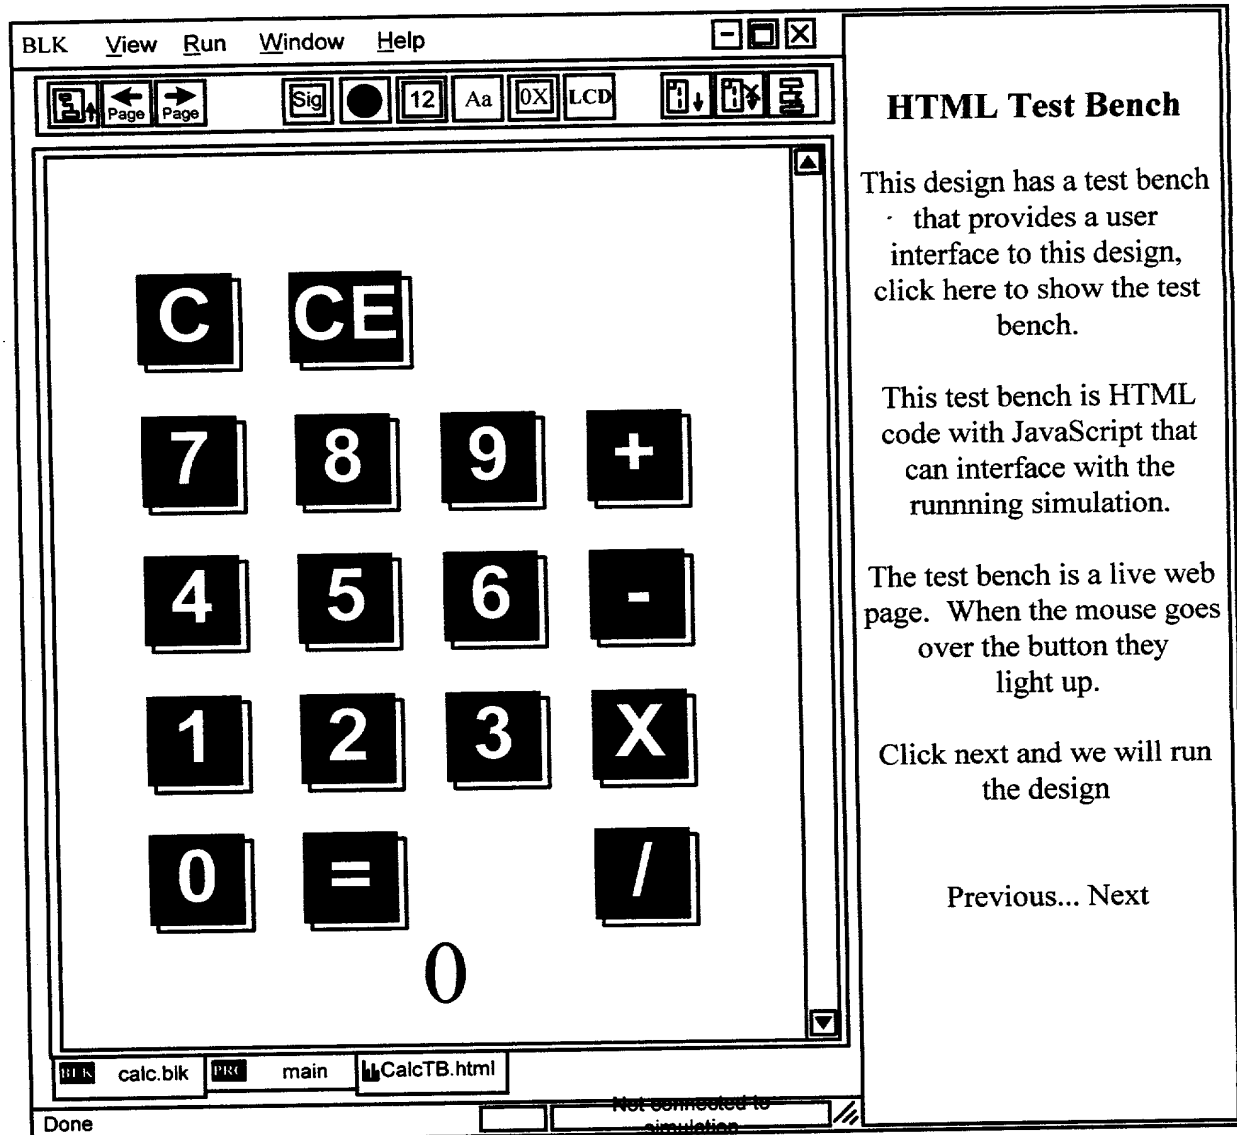 BLK View Run Window Help
Page Page Sig 12 Aa 0X LCD
C CE
7 8 9 +
4 5 6 -
1 2 3 X
0 = /
0
BLK calc.blk PRC main CalcTB.html
Done Not connected to
simulation
HTML Test Bench
This design has a test bench
that provides a user
interface to this design,
click here to show the test
bench.
This test bench is HTML
code with JavaScript that
can interface with the
runnning simulation.
The test bench is a live web
page. When the mouse goes
over the button they
light up.
Click next and we will run
the design
Previous... Next